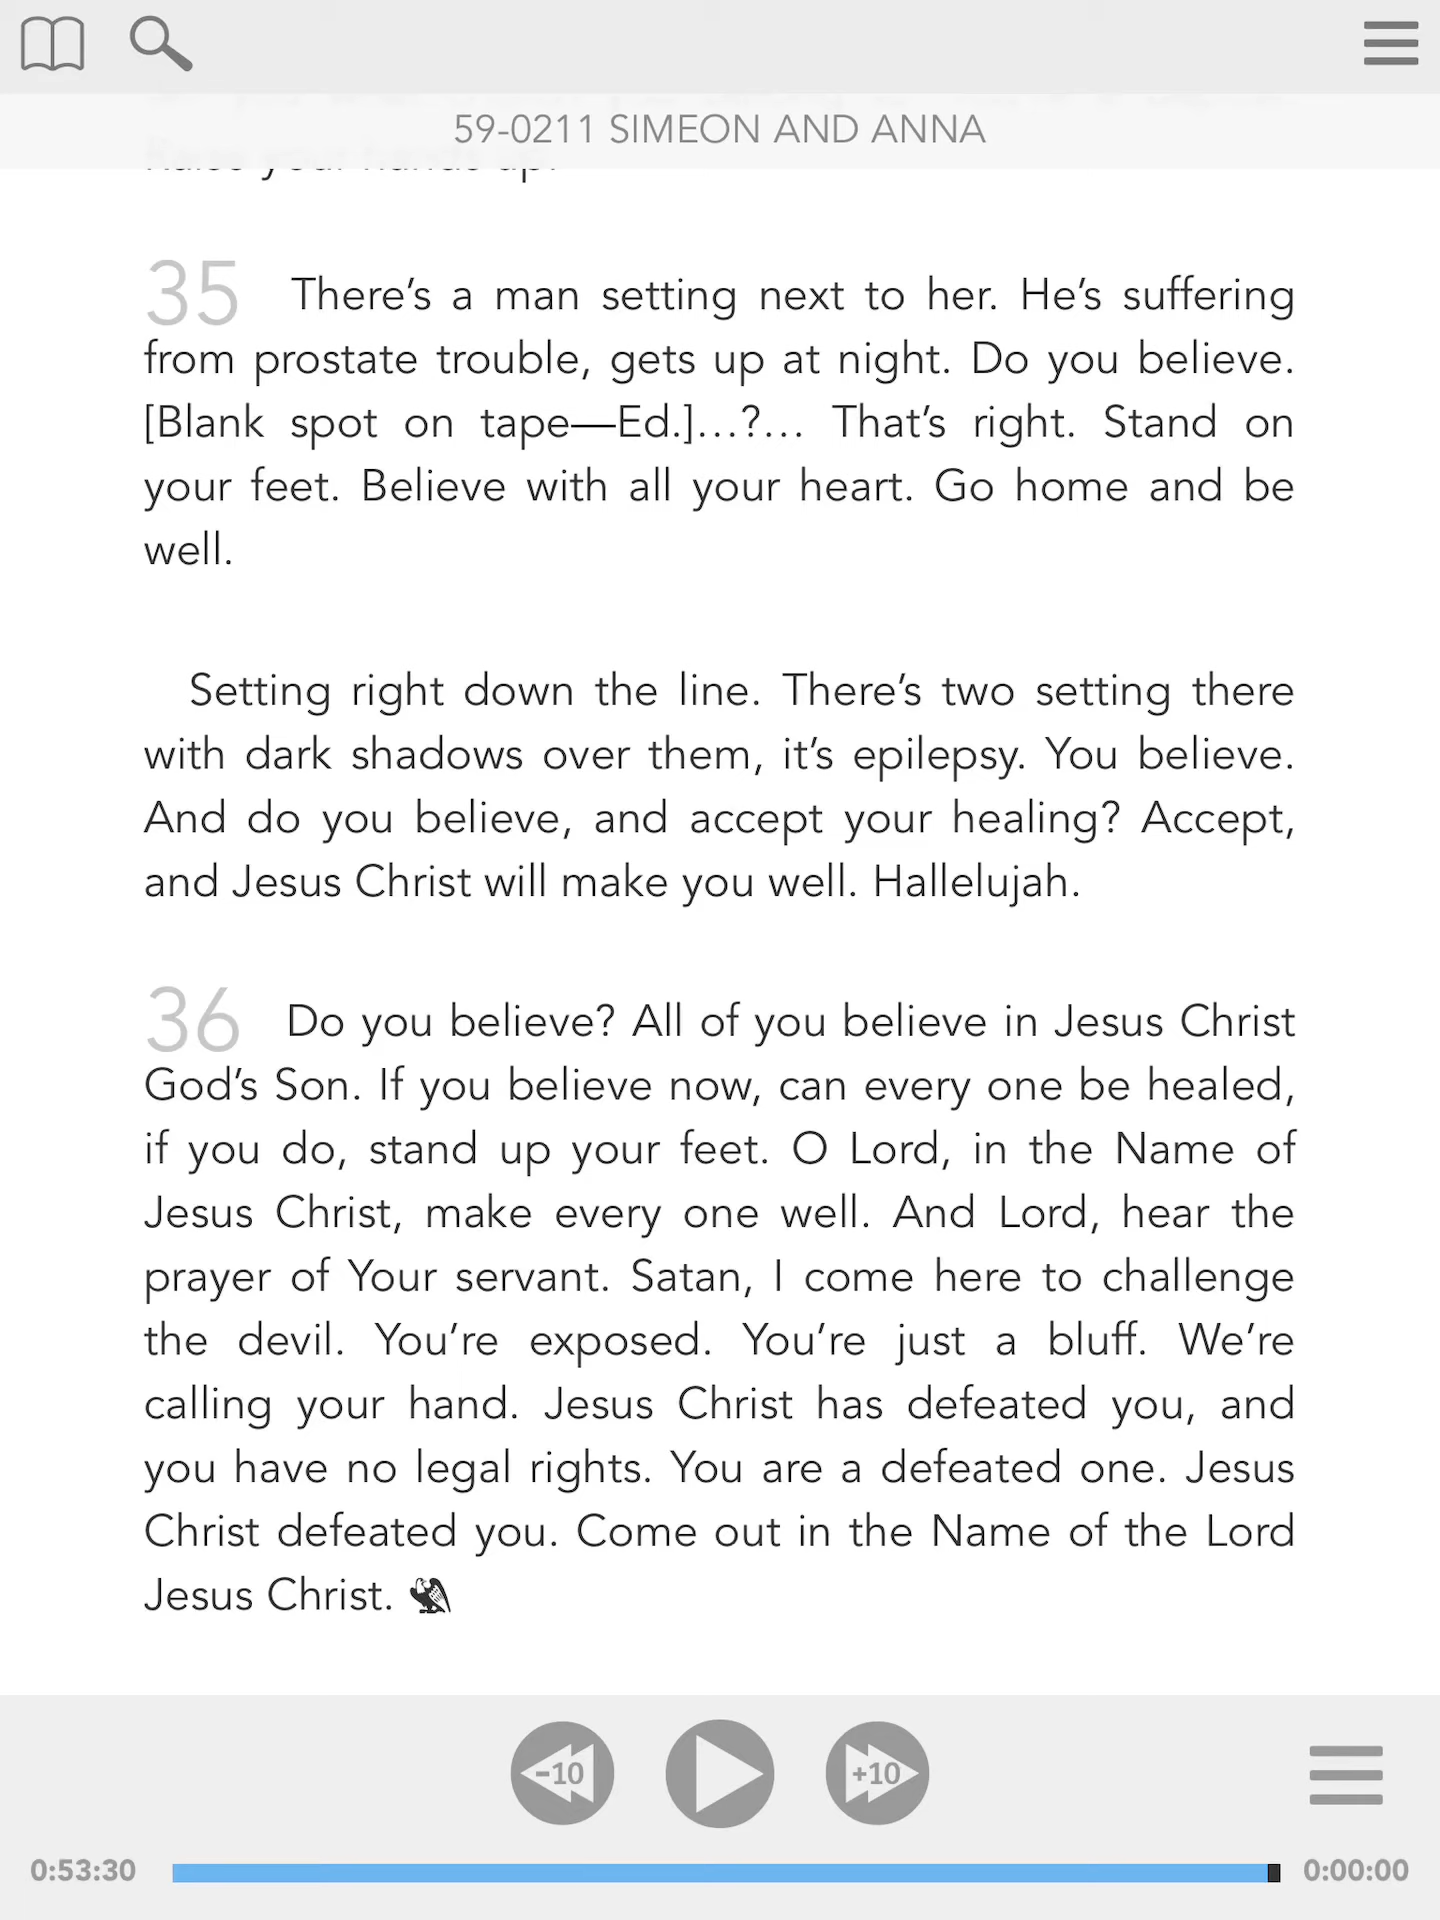 59-0211 SIMEON AND ANNA
Raise your hands up.
35 There’s a man setting next to her. He’s suffering
from prostate trouble, gets up at night. Do you believe.
[Blank spot on tape—Ed.]…?… That’s right. Stand on
your feet. Believe with all your heart. Go home and be
well.
Setting right down the line. There’s two setting there
with dark shadows over them, it’s epilepsy. You believe.
And do you believe, and accept your healing? Accept,
and Jesus Christ will make you well. Hallelujah.
36 Do you believe? All of you believe in Jesus Christ
God’s Son. If you believe now, can every one be healed,
if you do, stand up your feet. O Lord, in the Name of
Jesus Christ, make every one well. And Lord, hear the
prayer of Your servant. Satan, I come here to challenge
the devil. You’re exposed. You’re just a bluff. We’re
calling your hand. Jesus Christ has defeated you, and
you have no legal rights. You are a defeated one. Jesus
Christ defeated you. Come out in the Name of the Lord
Jesus Christ.
-10 +10
0:53:30 0:00:00